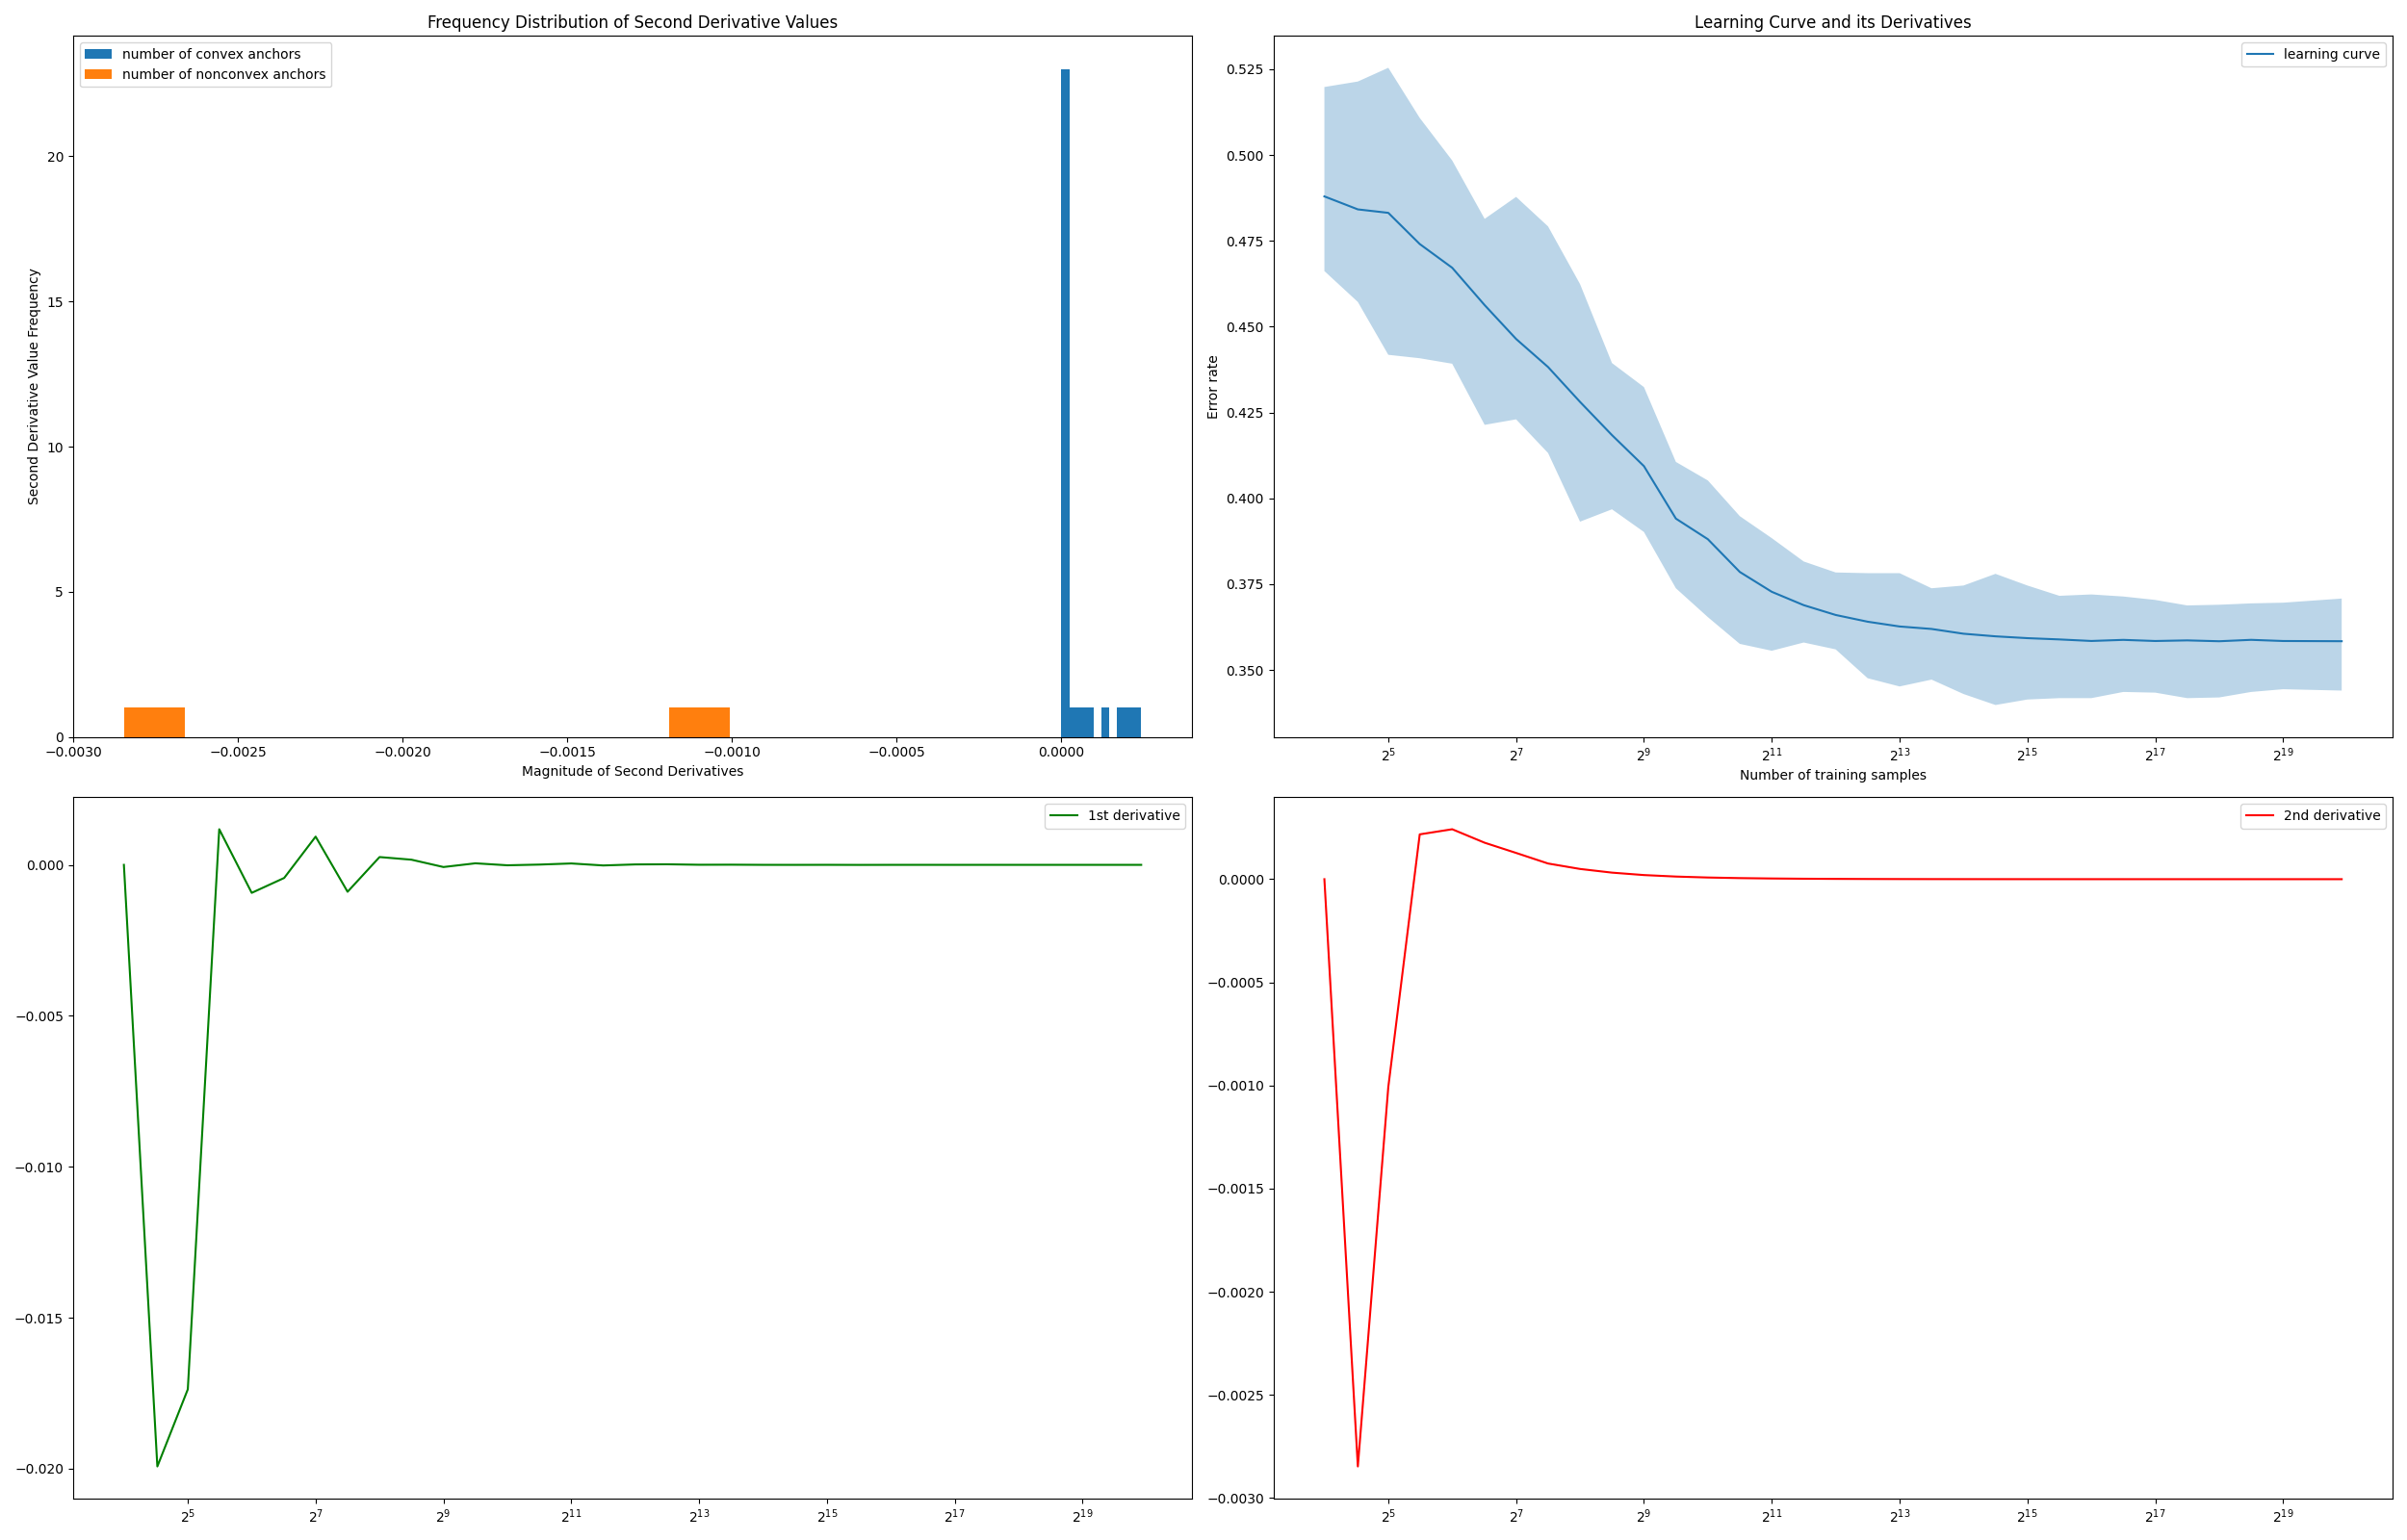 Frequency Distribution of Second Derivative Values
number of convex anchors
number of nonconvex anchors
20
15
10
5
0
Second Derivative Value Frequency
−0.0030 −0.0025 −0.0020 −0.0015 −0.0010 −0.0005 0.0000
Magnitude of Second Derivatives
Learning Curve and its Derivatives
learning curve
0.525
0.500
0.475
0.450
0.425
0.400
0.375
0.350
Error rate
2^5 2^7 2^9 2^11 2^13 2^15 2^17 2^19
Number of training samples
1st derivative
0.000
−0.005
−0.010
−0.015
−0.020
2^5 2^7 2^9 2^11 2^13 2^15 2^17 2^19
2nd derivative
0.0000
−0.0005
−0.0010
−0.0015
−0.0020
−0.0025
−0.0030
2^5 2^7 2^9 2^11 2^13 2^15 2^17 2^19